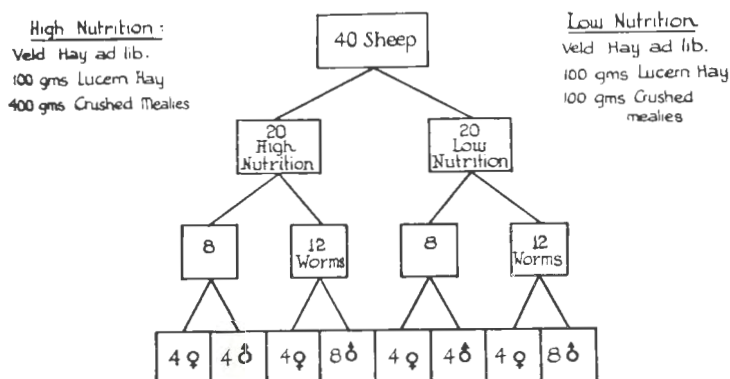 High Nutrition :
Veld Hay ad lib.
100 gms Lucern Hay
400 gms Crushed Mealies
Low Nutrition
Veld Hay ad lib.
100 gms Lucern Hay
100 gms Crushed
mealies
40 Sheep
20
High
Nutrition
20
Low
Nutrition
8
12
Worms
8
12
Worms
4♀ 4♂ 4♀ 8♂ 4♀ 4♂ 4♀ 8♂